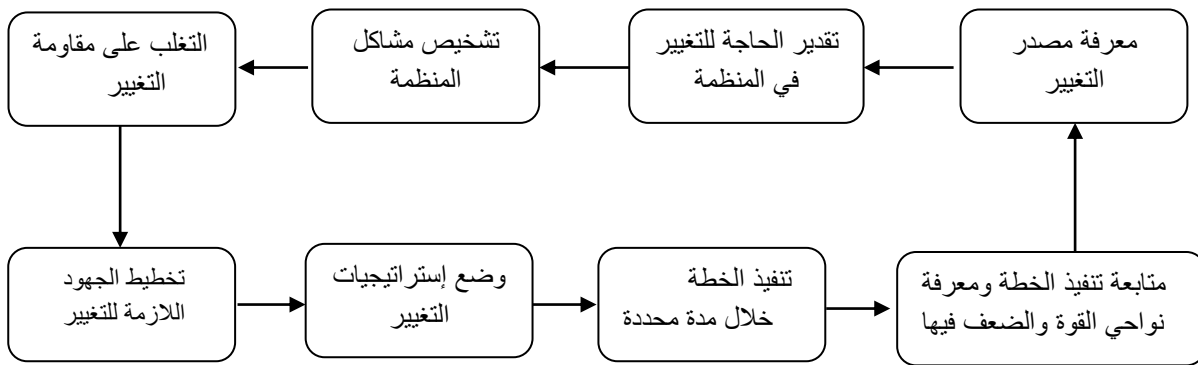 معرفة مصدر
التغيير
تقدير الحاجة للتغيير
في المنظمة
تشخيص مشاكل
المنظمة
التغلب على مقاومة
التغيير
تخطيط الجهود
اللازمة للتغيير
وضع إستراتيجيات
التغيير
تنفيذ الخطة
خلال مدة محددة
متابعة تنفيذ الخطة ومعرفة
نواحي القوة والضعف فيها